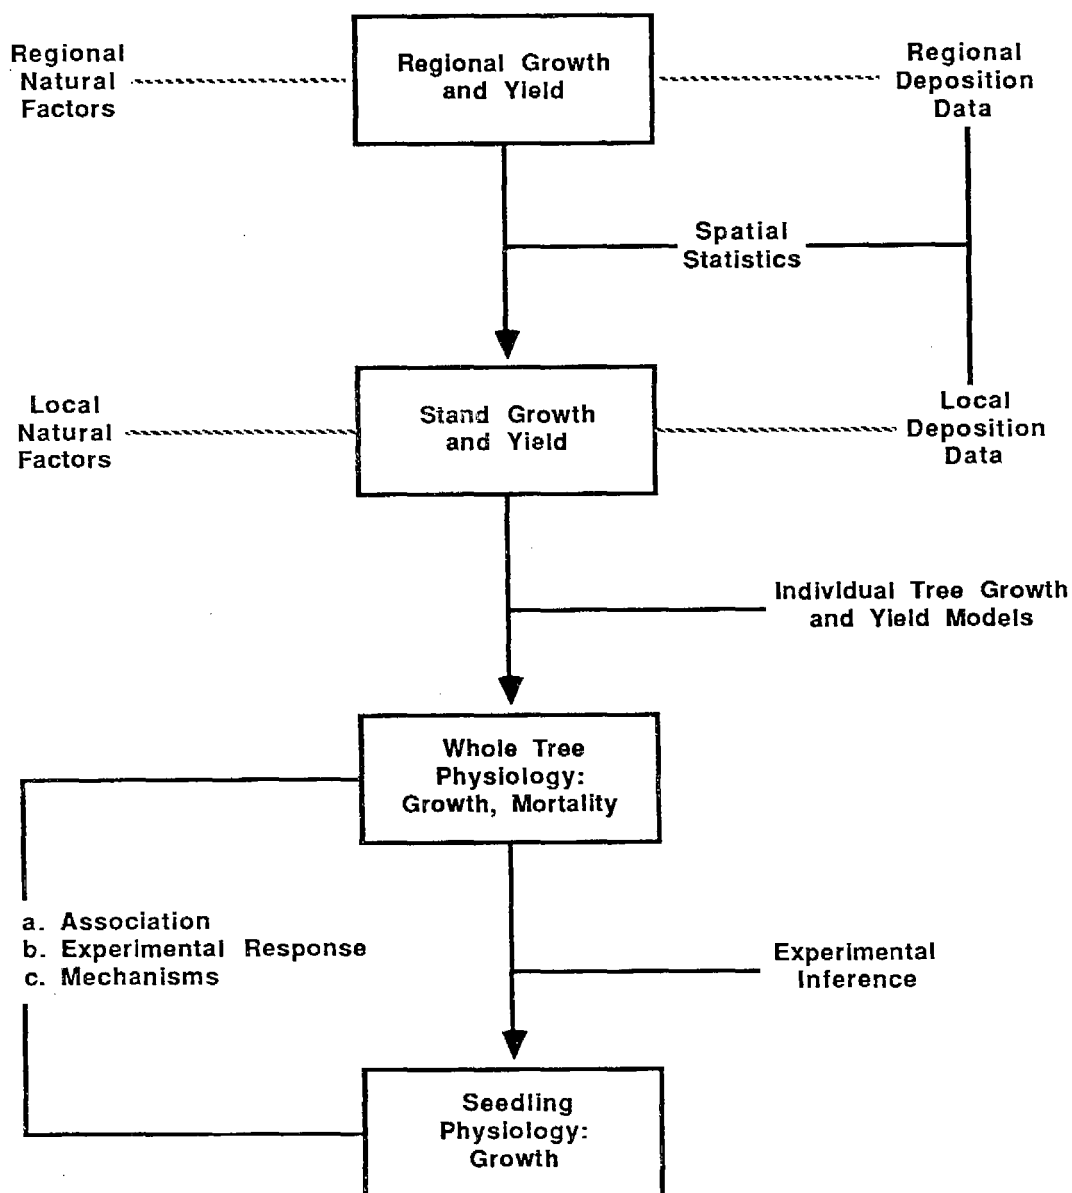 Regional
Natural
Factors
Regional Growth
and Yield
Regional
Deposition
Data
Spatial
Statistics
Local
Natural
Factors
Stand Growth
and Yield
Local
Deposition
Data
Individual Tree Growth
and Yield Models
Whole Tree
Physiology:
Growth, Mortality
a. Association
b. Experimental Response
c. Mechanisms
Experimental
Inference
Seedling
Physiology:
Growth